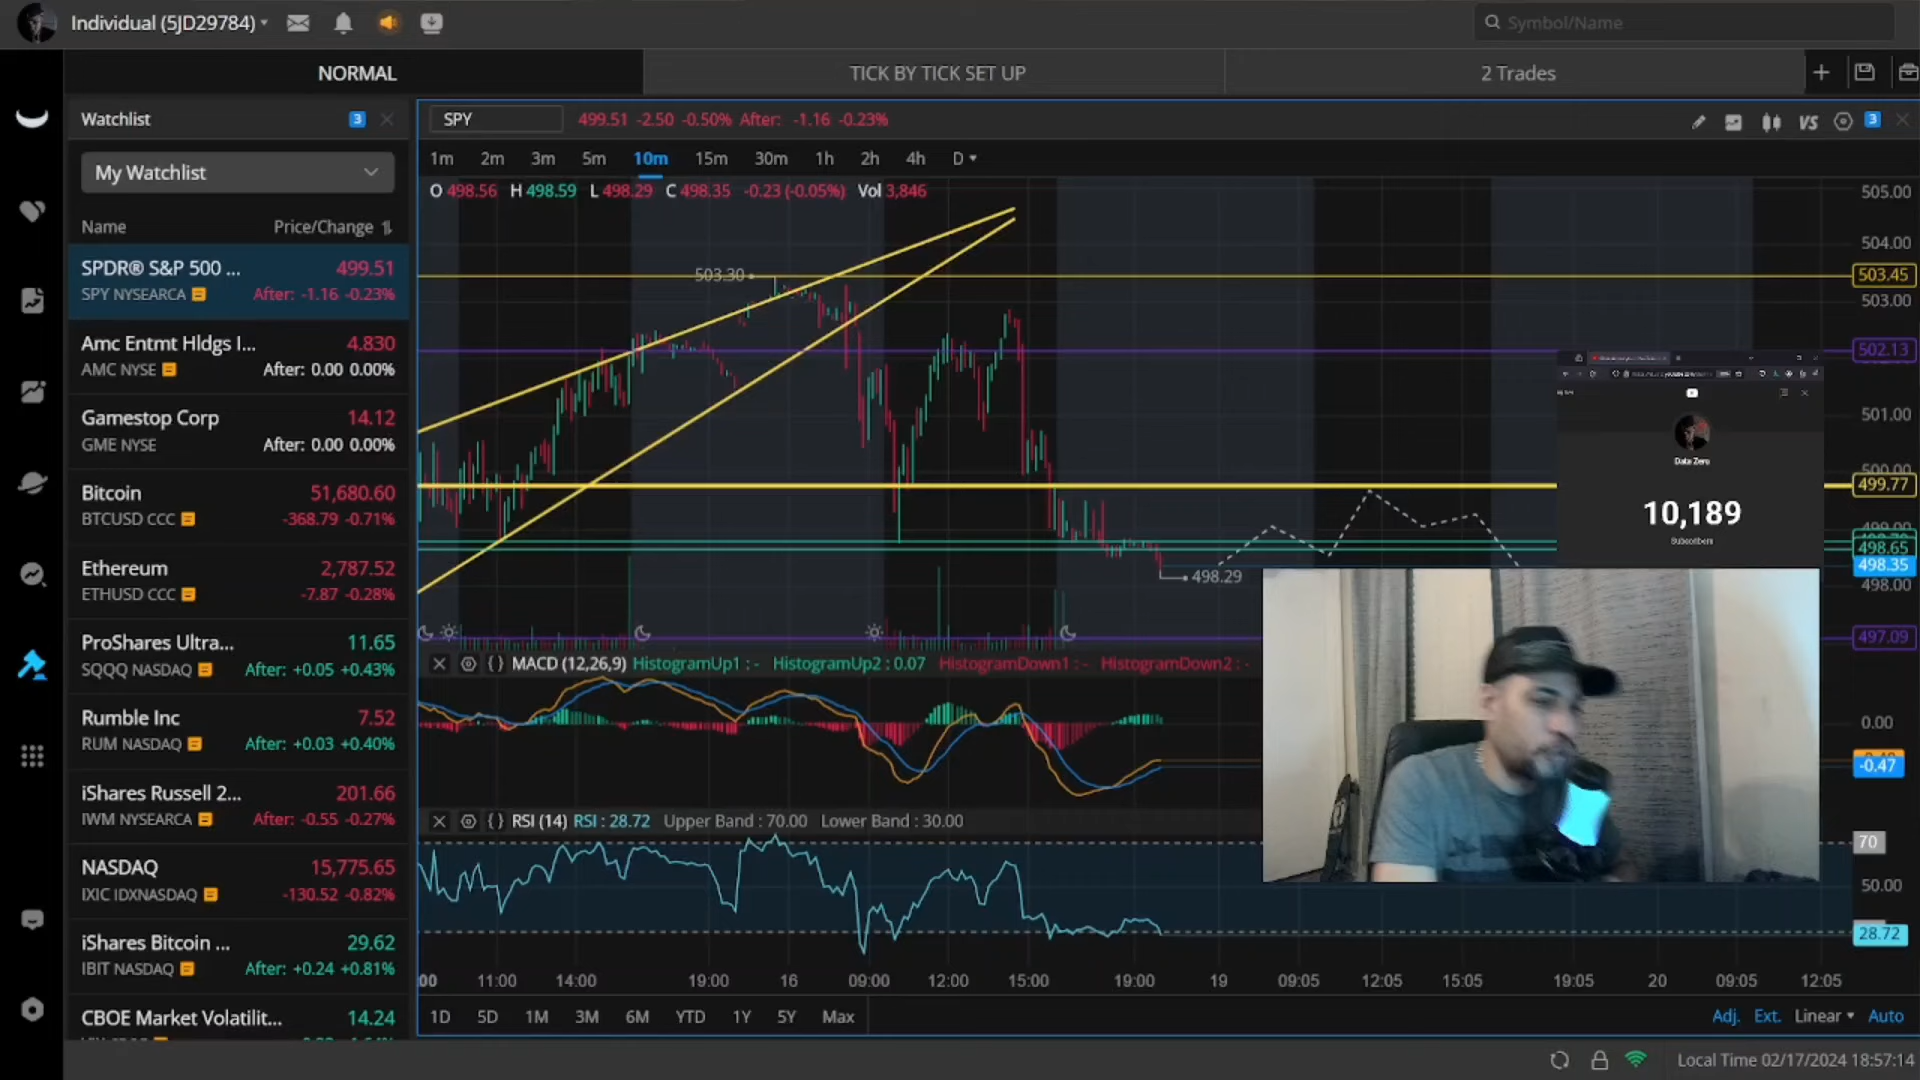 Individual (5JD29784)
Symbol/Name
NORMAL
TICK BY TICK SET UP
2 Trades
Watchlist
3
My Watchlist
Name Price/Change
SPDR® S&P 500 ... 499.51
SPY NYSEARCA After: -1.16 -0.23%
Amc Entmt Hldgs I... 4.830
AMC NYSE After: 0.00 0.00%
Gamestop Corp 14.12
GME NYSE After: 0.00 0.00%
Bitcoin 51,680.60
BTCUSD CCC -368.79 -0.71%
Ethereum 2,787.52
ETHUSD CCC -7.87 -0.28%
ProShares Ultra... 11.65
SQQQ NASDAQ After: +0.05 +0.43%
Rumble Inc 7.52
RUM NASDAQ After: +0.03 +0.40%
iShares Russell 2... 201.66
IWM NYSEARCA After: -0.55 -0.27%
NASDAQ 15,775.65
IXIC IDXNASDAQ -130.52 -0.82%
iShares Bitcoin ... 29.62
IBIT NASDAQ After: +0.24 +0.81%
CBOE Market Volatilit... 14.24
SPY 499.51 -2.50 -0.50% After: -1.16 -0.23%
VS 3
1m 2m 3m 5m 10m 15m 30m 1h 2h 4h D
O 498.56 H 498.59 L 498.29 C 498.35 -0.23 (-0.05%) Vol 3,846
505.00
504.00
503.30
503.45
503.00
502.13
501.00
500.00
499.77
498.65
498.35
498.29
498.00
497.09
Data Zero
10,189
Subscribers
MACD (12,26,9) HistogramUp1 : - HistogramUp2 : 0.07 HistogramDown1 : - HistogramDown2 : -
0.00
-0.47
RSI (14) RSI : 28.72 Upper Band : 70.00 Lower Band : 30.00
70
50.00
28.72
:00 11:00 14:00 19:00 16 09:00 12:00 15:00 19:00 19 09:05 12:05 15:05 19:05 20 09:05 12:05
1D 5D 1M 3M 6M YTD 1Y 5Y Max
Adj. Ext. Linear Auto
Local Time 02/17/2024 18:57:14